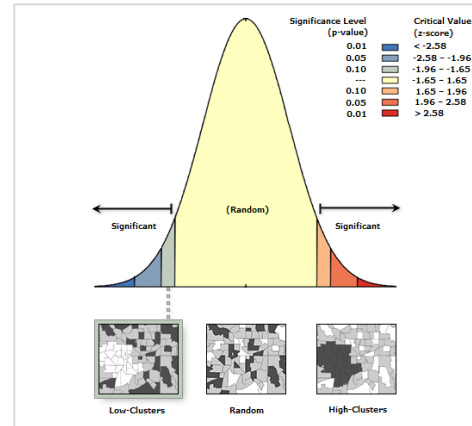 Significance Level Critical Value
(p-value) (z-score)
0.01 < -2.58
0.05 -2.58 – -1.96
0.10 -1.96 – -1.65
--- -1.65 – 1.65
0.10 1.65 – 1.96
0.05 1.96 – 2.58
0.01 > 2.58
(Random)
Significant Significant
Low-Clusters Random High-Clusters